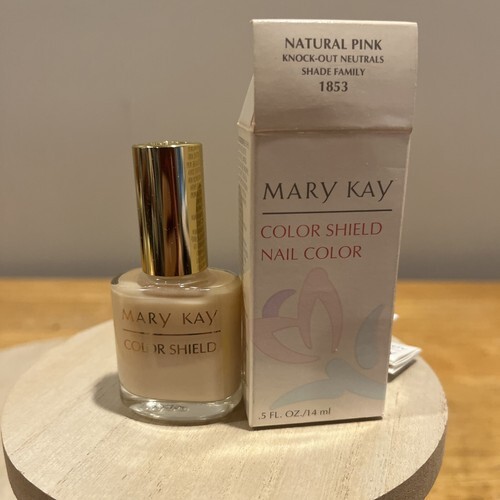 NATURAL PINK
KNOCK-OUT NEUTRALS
SHADE FAMILY
1853
MARY KAY
COLOR SHIELD
NAIL COLOR
.5 FL. OZ./14 ml
MARY KAY
COLOR SHIELD